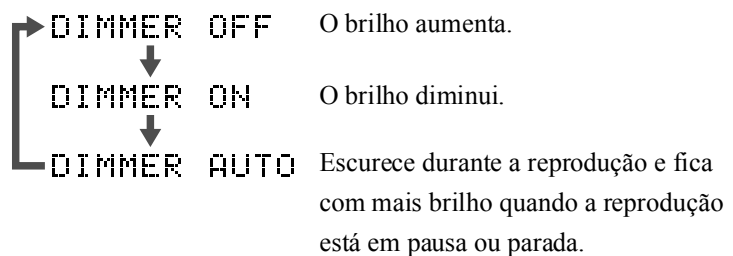 DIMMER OFF O brilho aumenta.
DIMMER ON O brilho diminui.
DIMMER AUTO Escurece durante a reprodução e fica
com mais brilho quando a reprodução
está em pausa ou parada.